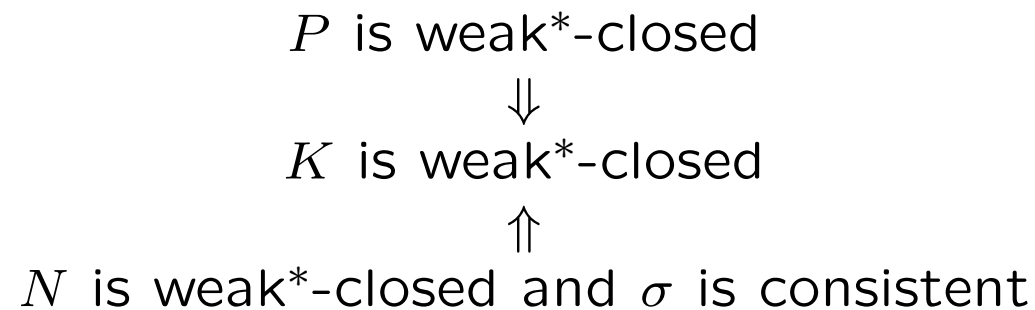 P is weak*-closed
⇓
K is weak*-closed
⇑
N is weak*-closed and σ is consistent